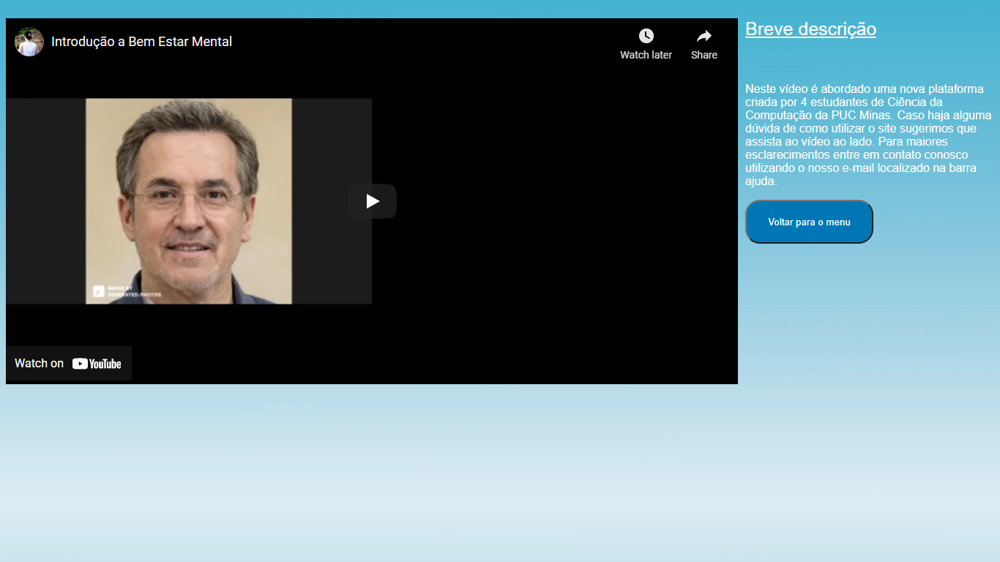 Introdução a Bem Estar Mental
Watch later
Share
IMAGE BY
GENERATED.PHOTOS
Watch on YouTube
Breve descrição
Neste vídeo é abordado uma nova plataforma
criada por 4 estudantes de Ciência da
Computação da PUC Minas. Caso haja alguma
dúvida de como utilizar o site sugerimos que
assista ao vídeo ao lado. Para maiores
esclarecimentos entre em contato conosco
utilizando o nosso e-mail localizado na barra
ajuda.
Voltar para o menu